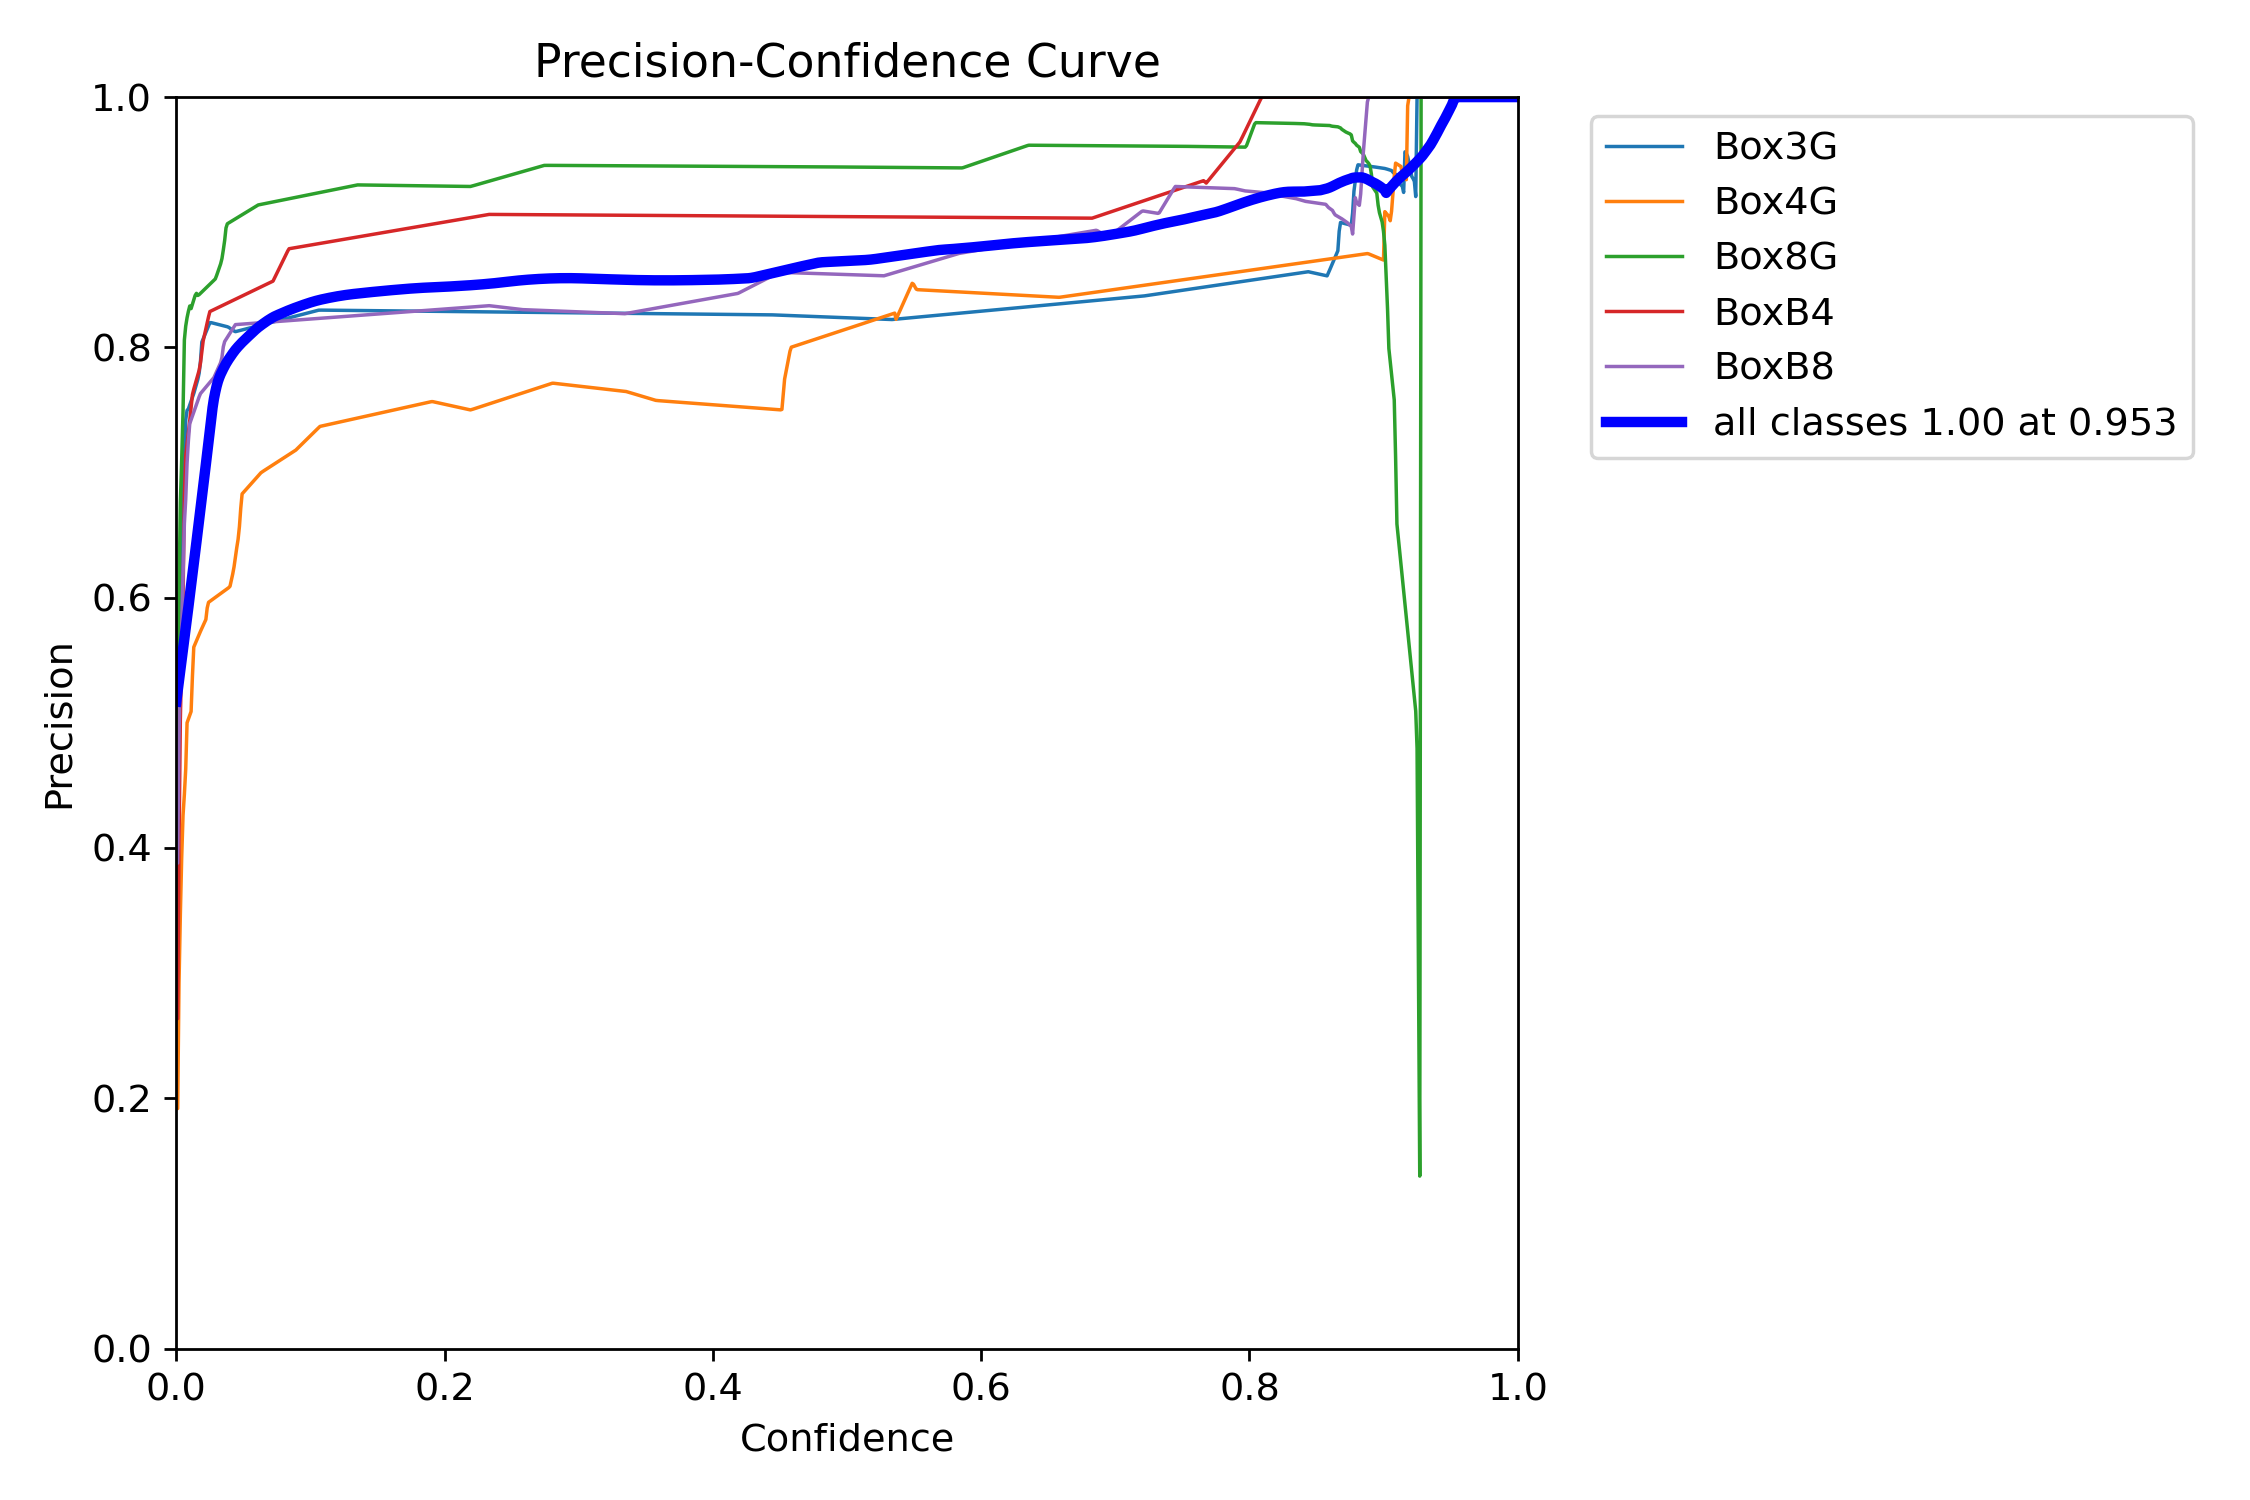 Precision-Confidence Curve
1.0
0.8
0.6
0.4
0.2
0.0
Precision
0.0 0.2 0.4 0.6 0.8 1.0
Confidence
Box3G
Box4G
Box8G
BoxB4
BoxB8
all classes 1.00 at 0.953